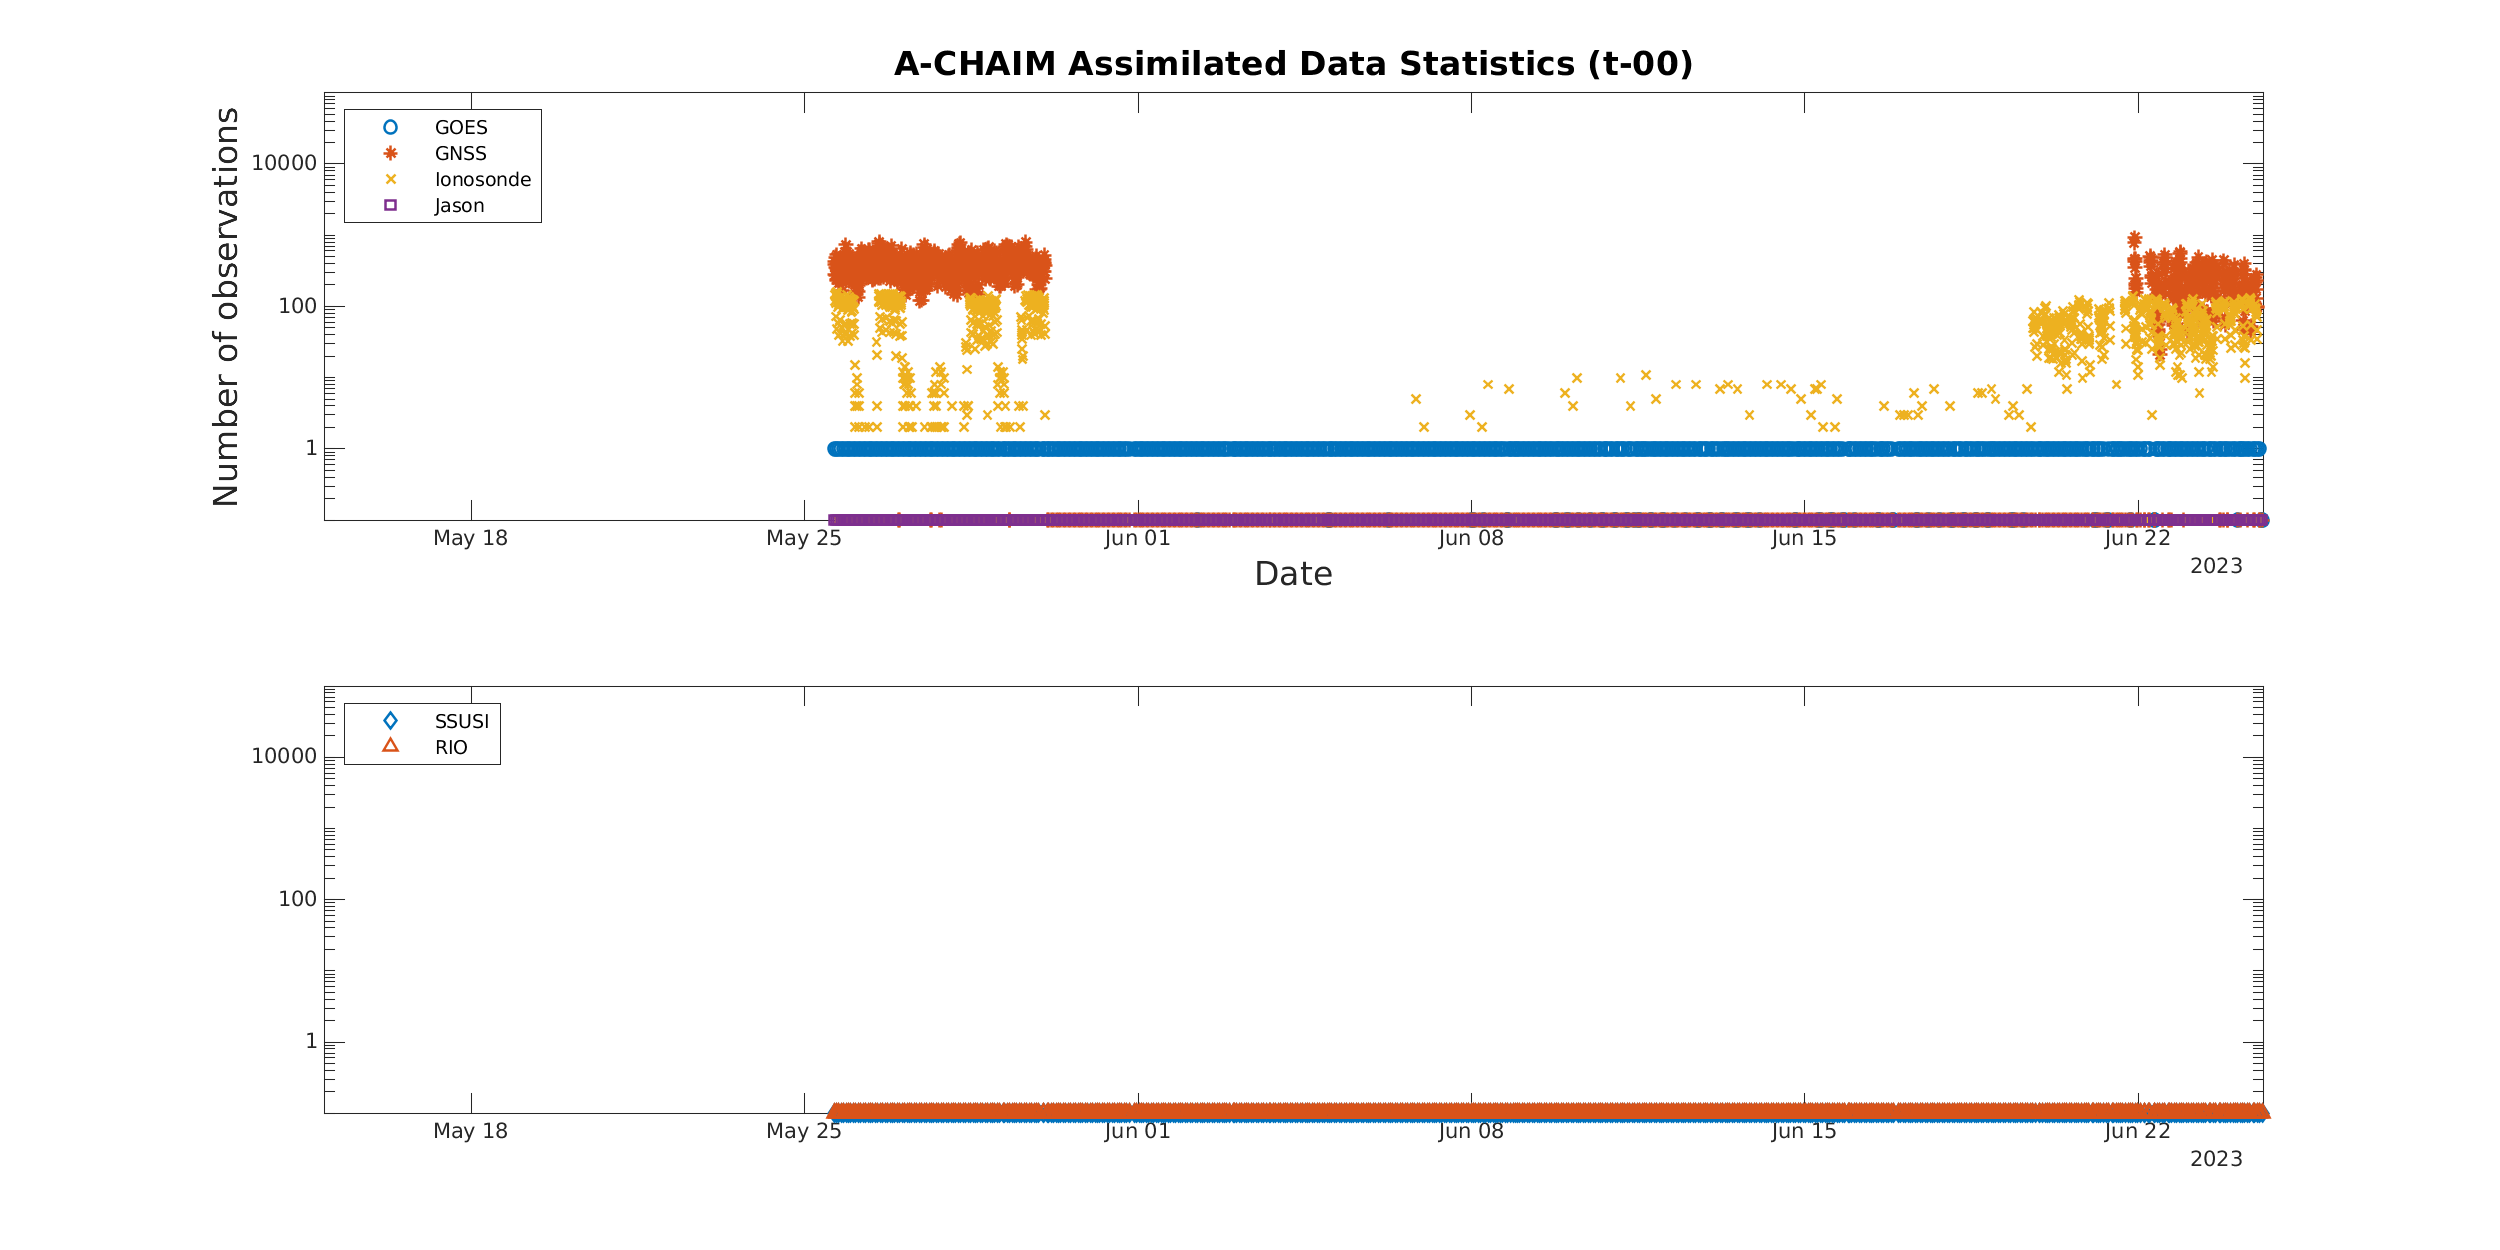 A-CHAIM Assimilated Data Statistics (t-00)
Number of observations
10000
100
1
GOES
GNSS
Ionosonde
Jason
May 18
May 25
Jun 01
Jun 08
Jun 15
Jun 22
2023
Date
10000
100
1
SSUSI
RIO
May 18
May 25
Jun 01
Jun 08
Jun 15
Jun 22
2023